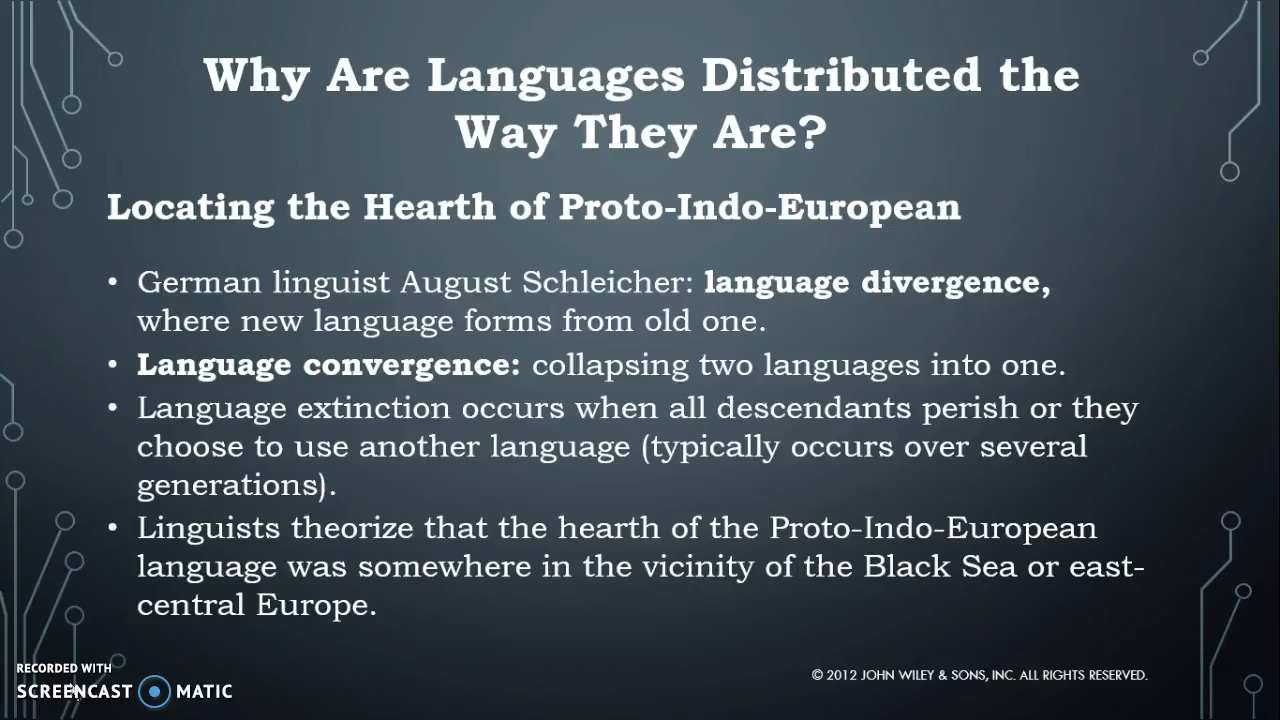 Why Are Languages Distributed the
Way They Are?
Locating the Hearth of Proto-Indo-European
• German linguist August Schleicher: language divergence,
where new language forms from old one.
• Language convergence: collapsing two languages into one.
• Language extinction occurs when all descendants perish or they
choose to use another language (typically occurs over several
generations).
• Linguists theorize that the hearth of the Proto-Indo-European
language was somewhere in the vicinity of the Black Sea or east-
central Europe.
RECORDED WITH
SCREENCAST MATIC
© 2012 JOHN WILEY & SONS, INC. ALL RIGHTS RESERVED.